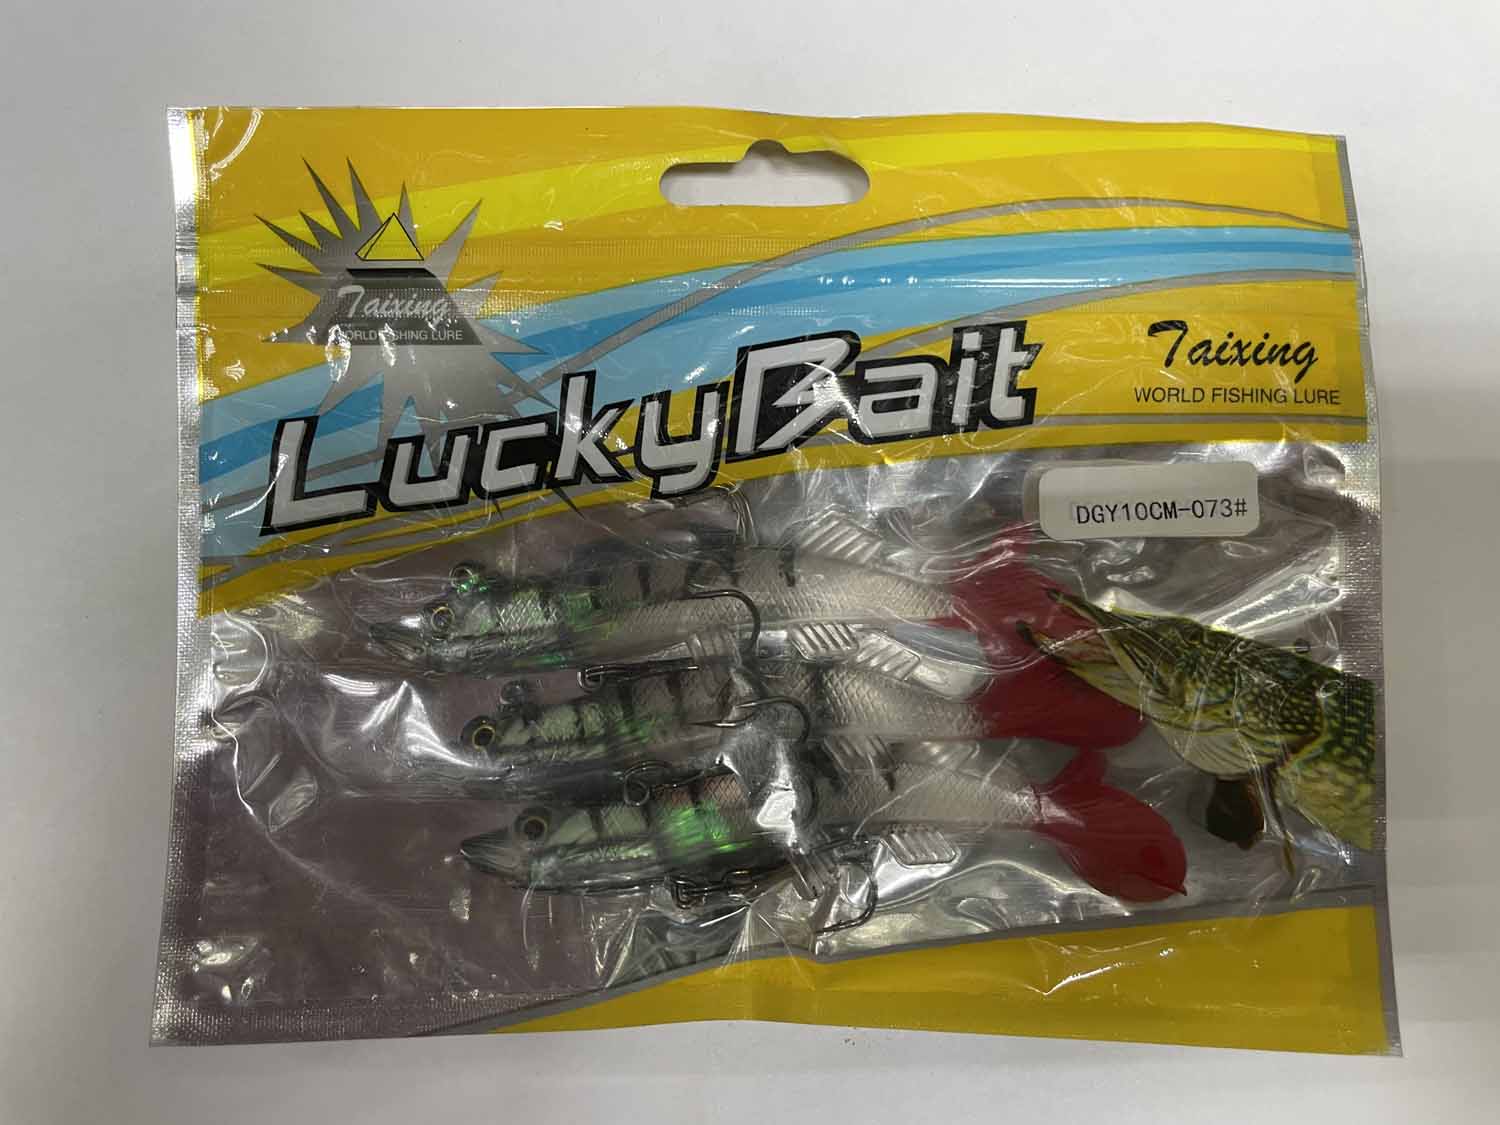 Taixing
WORLD FISHING LURE
LuckyBait
Taixing
WORLD FISHING LURE
DGY10CM-073#